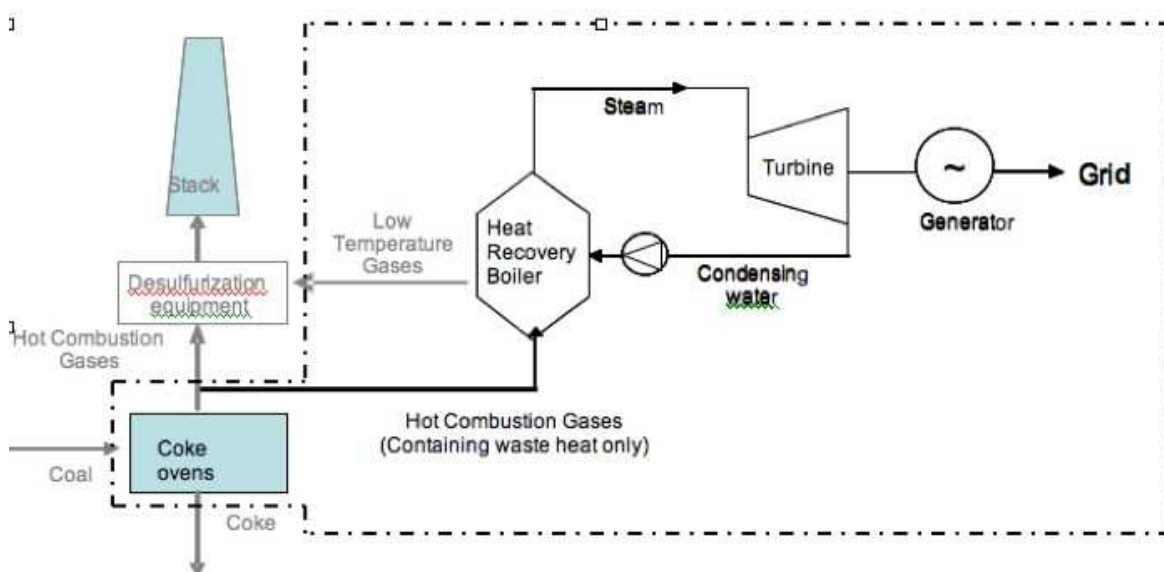 Steam
Turbine
~
Grid
Generator
Stack
Low
Temperature
Gases
Heat
Recovery
Boiler
Condensing
water
Desulfurization
equipment
Hot Combustion
Gases
Hot Combustion Gases
(Containing waste heat only)
Coke
ovens
Coal
Coke